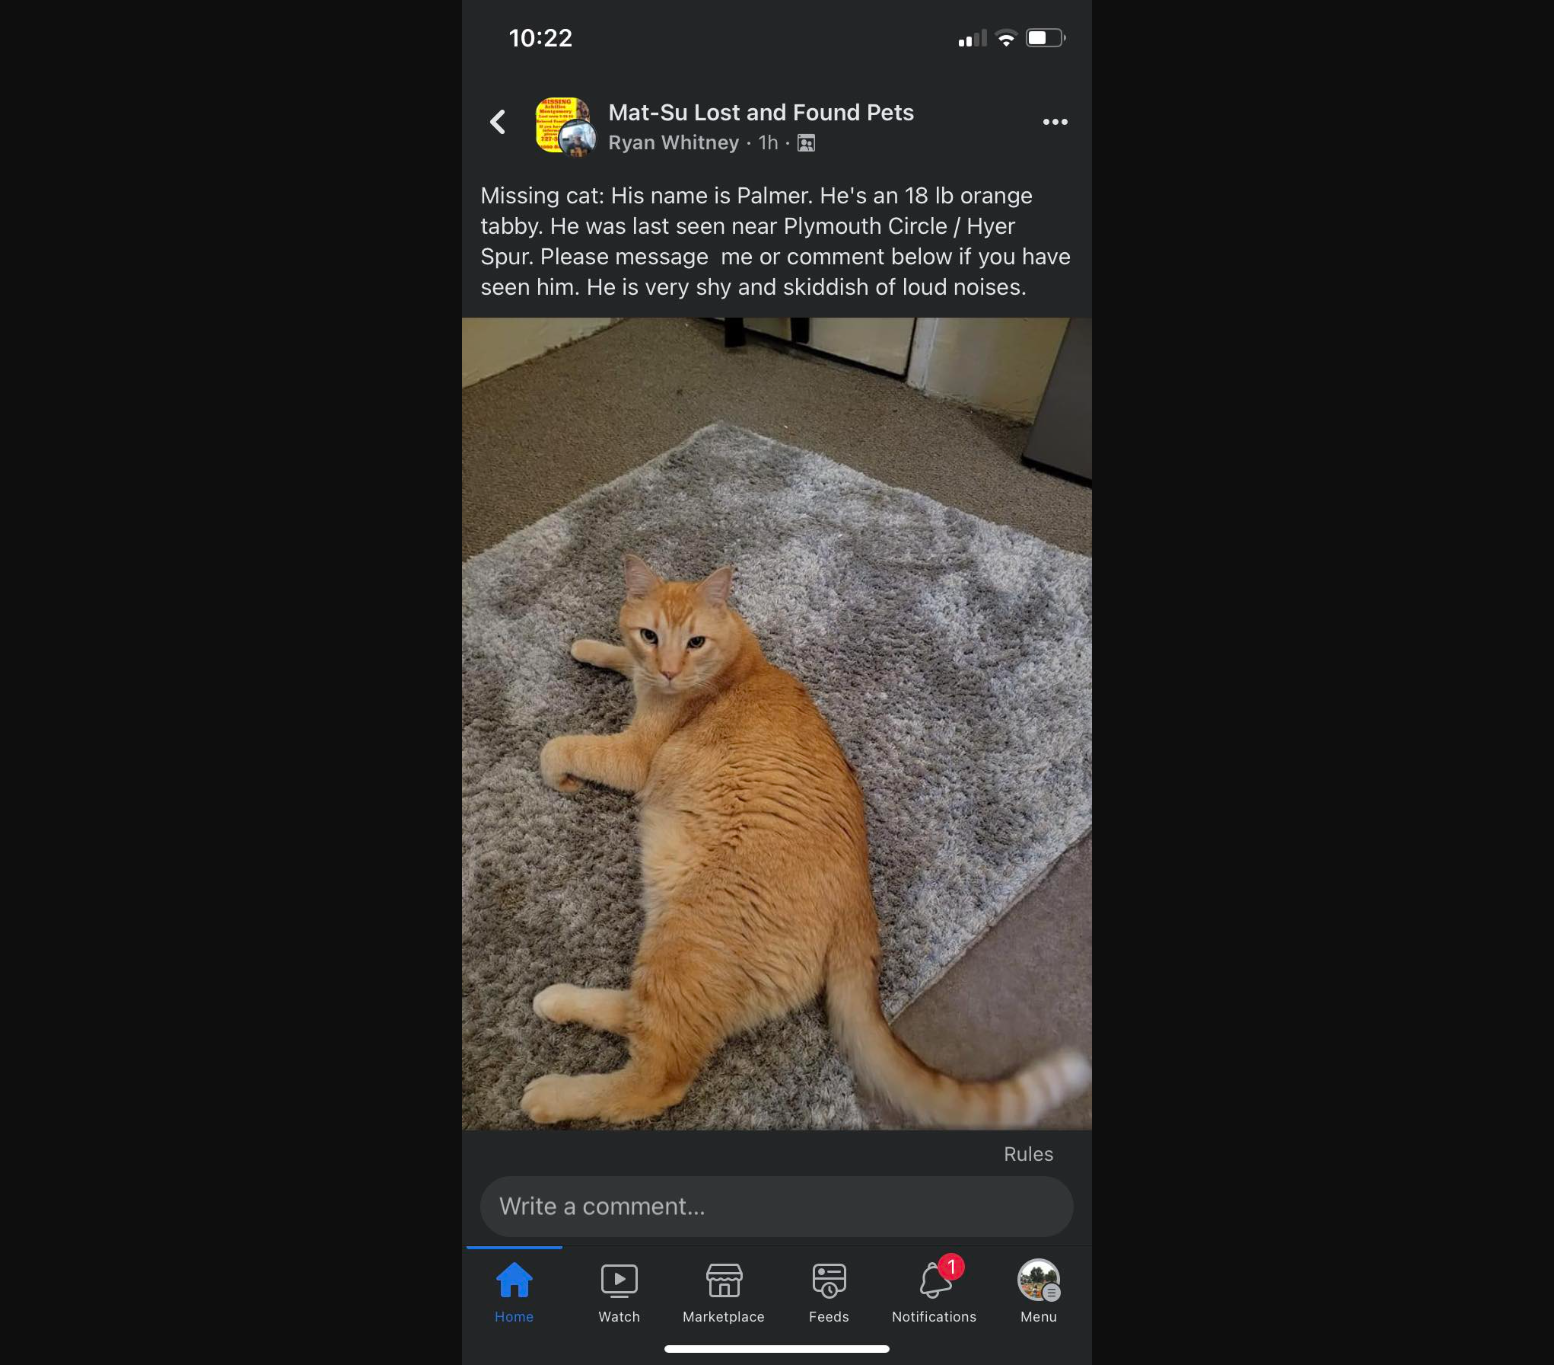 10:22
Mat-Su Lost and Found Pets
Ryan Whitney · 1h ·
MISSING
Missing cat: His name is Palmer. He's an 18 lb orange
tabby. He was last seen near Plymouth Circle / Hyer
Spur. Please message  me or comment below if you have
seen him. He is very shy and skiddish of loud noises.
Rules
Write a comment...
1
Home
Watch
Marketplace
Feeds
Notifications
Menu